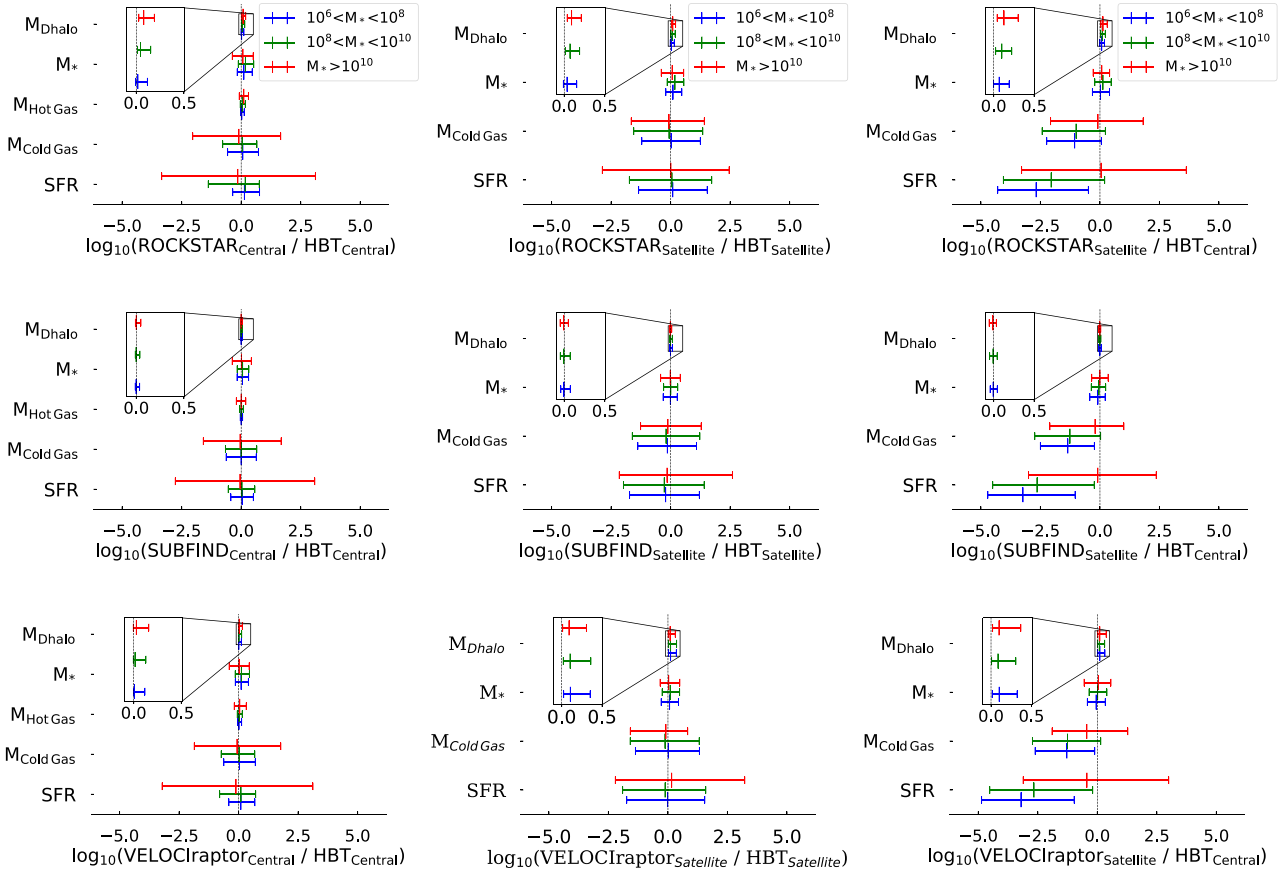 M_Dhalo
M_*
M_Hot Gas
M_Cold Gas
SFR
0.0 0.5
10^6<M_*<10^8
10^8<M_*<10^10
M_*>10^10
−5.0 −2.5 0.0 2.5 5.0
log_10(ROCKSTAR_Central / HBT_Central)
M_Dhalo
M_*
M_Cold Gas
SFR
0.0 0.5
10^6<M_*<10^8
10^8<M_*<10^10
M_*>10^10
−5.0 −2.5 0.0 2.5 5.0
log_10(ROCKSTAR_Satellite / HBT_Satellite)
M_Dhalo
M_*
M_Cold Gas
SFR
0.0 0.5
10^6<M_*<10^8
10^8<M_*<10^10
M_*>10^10
−5.0 −2.5 0.0 2.5 5.0
log_10(ROCKSTAR_Satellite / HBT_Central)
M_Dhalo
M_*
M_Hot Gas
M_Cold Gas
SFR
0.0 0.5
−5.0 −2.5 0.0 2.5 5.0
log_10(SUBFIND_Central / HBT_Central)
M_Dhalo
M_*
M_Cold Gas
SFR
0.0 0.5
−5.0 −2.5 0.0 2.5 5.0
log_10(SUBFIND_Satellite / HBT_Satellite)
M_Dhalo
M_*
M_Cold Gas
SFR
0.0 0.5
−5.0 −2.5 0.0 2.5 5.0
log_10(SUBFIND_Satellite / HBT_Central)
M_Dhalo
M_*
M_Hot Gas
M_Cold Gas
SFR
0.0 0.5
−5.0 −2.5 0.0 2.5 5.0
log_10(VELOCIraptor_Central / HBT_Central)
M_Dhalo
M_*
M_Cold Gas
SFR
0.0 0.5
−5.0 −2.5 0.0 2.5 5.0
log_10(VELOCIraptor_Satellite / HBT_Satellite)
M_Dhalo
M_*
M_Cold Gas
SFR
0.0 0.5
−5.0 −2.5 0.0 2.5 5.0
log_10(VELOCIraptor_Satellite / HBT_Central)